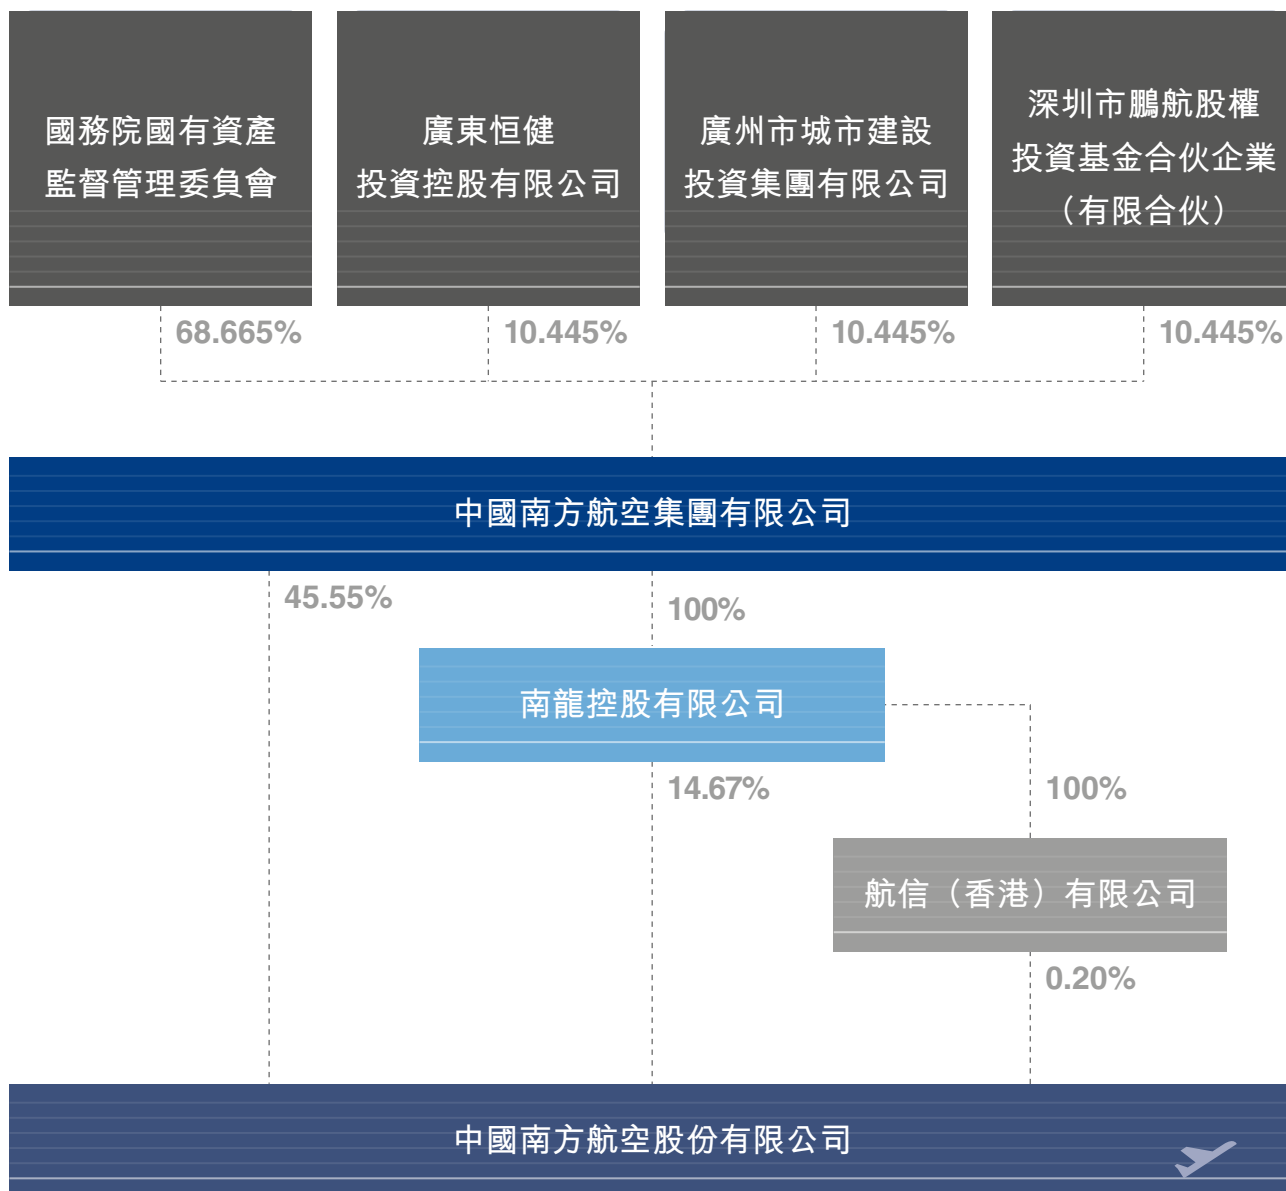 國務院國有資產
監督管理委負會
廣東恒健
投資控股有限公司
廣州市城市建設
投資集團有限公司
深圳市鵬航股權
投資基金合伙企業
（有限合伙）
68.665%
10.445%
10.445%
10.445%
中國南方航空集團有限公司
45.55%
100%
南龍控股有限公司
14.67%
100%
航信（香港）有限公司
0.20%
中國南方航空股份有限公司